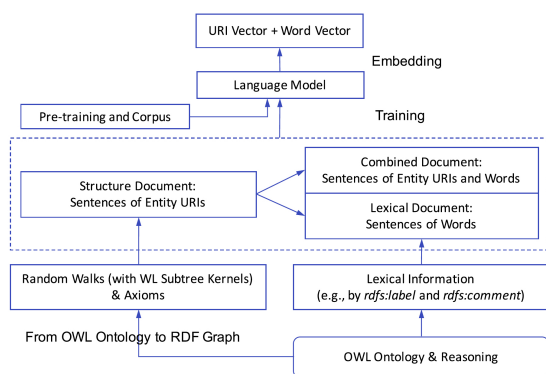 URI Vector + Word Vector
Embedding
Language Model
Pre-training and Corpus
Training
Structure Document:
Sentences of Entity URIs
Combined Document:
Sentences of Entity URIs and Words
Lexical Document:
Sentences of Words
Random Walks (with WL Subtree Kernels)
& Axioms
Lexical Information
(e.g., by rdfs:label and rdfs:comment)
From OWL Ontology to RDF Graph
OWL Ontology & Reasoning